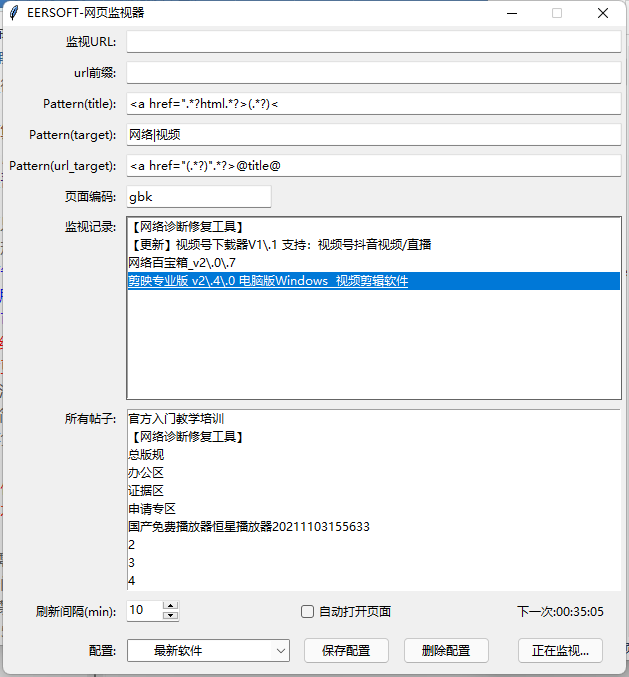 EERSOFT-网页监视器
监视URL:
url前缀:
Pattern(title): <a href=".*?html.*?>(.*?)<
Pattern(target): 网络|视频
Pattern(url_target): <a href="(.*?)".*?>@title@
页面编码: gbk
监视记录: 【网络诊断修复工具】
【更新】视频号下载器V1\.1 支持：视频号抖音视频/直播
网络百宝箱_v2\.0\.7
剪映专业版 v2\.4\.0 电脑版Windows  视频剪辑软件
所有帖子: 官方入门教学培训
【网络诊断修复工具】
总版规
办公区
证据区
申请专区
国产免费播放器恒星播放器20211103155633
2
3
4
刷新间隔(min): 10 自动打开页面 下一次:00:35:05
配置: 最新软件 保存配置 删除配置 正在监视...